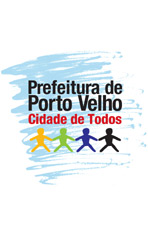 Prefeitura de
Porto Velho
Cidade de Todos